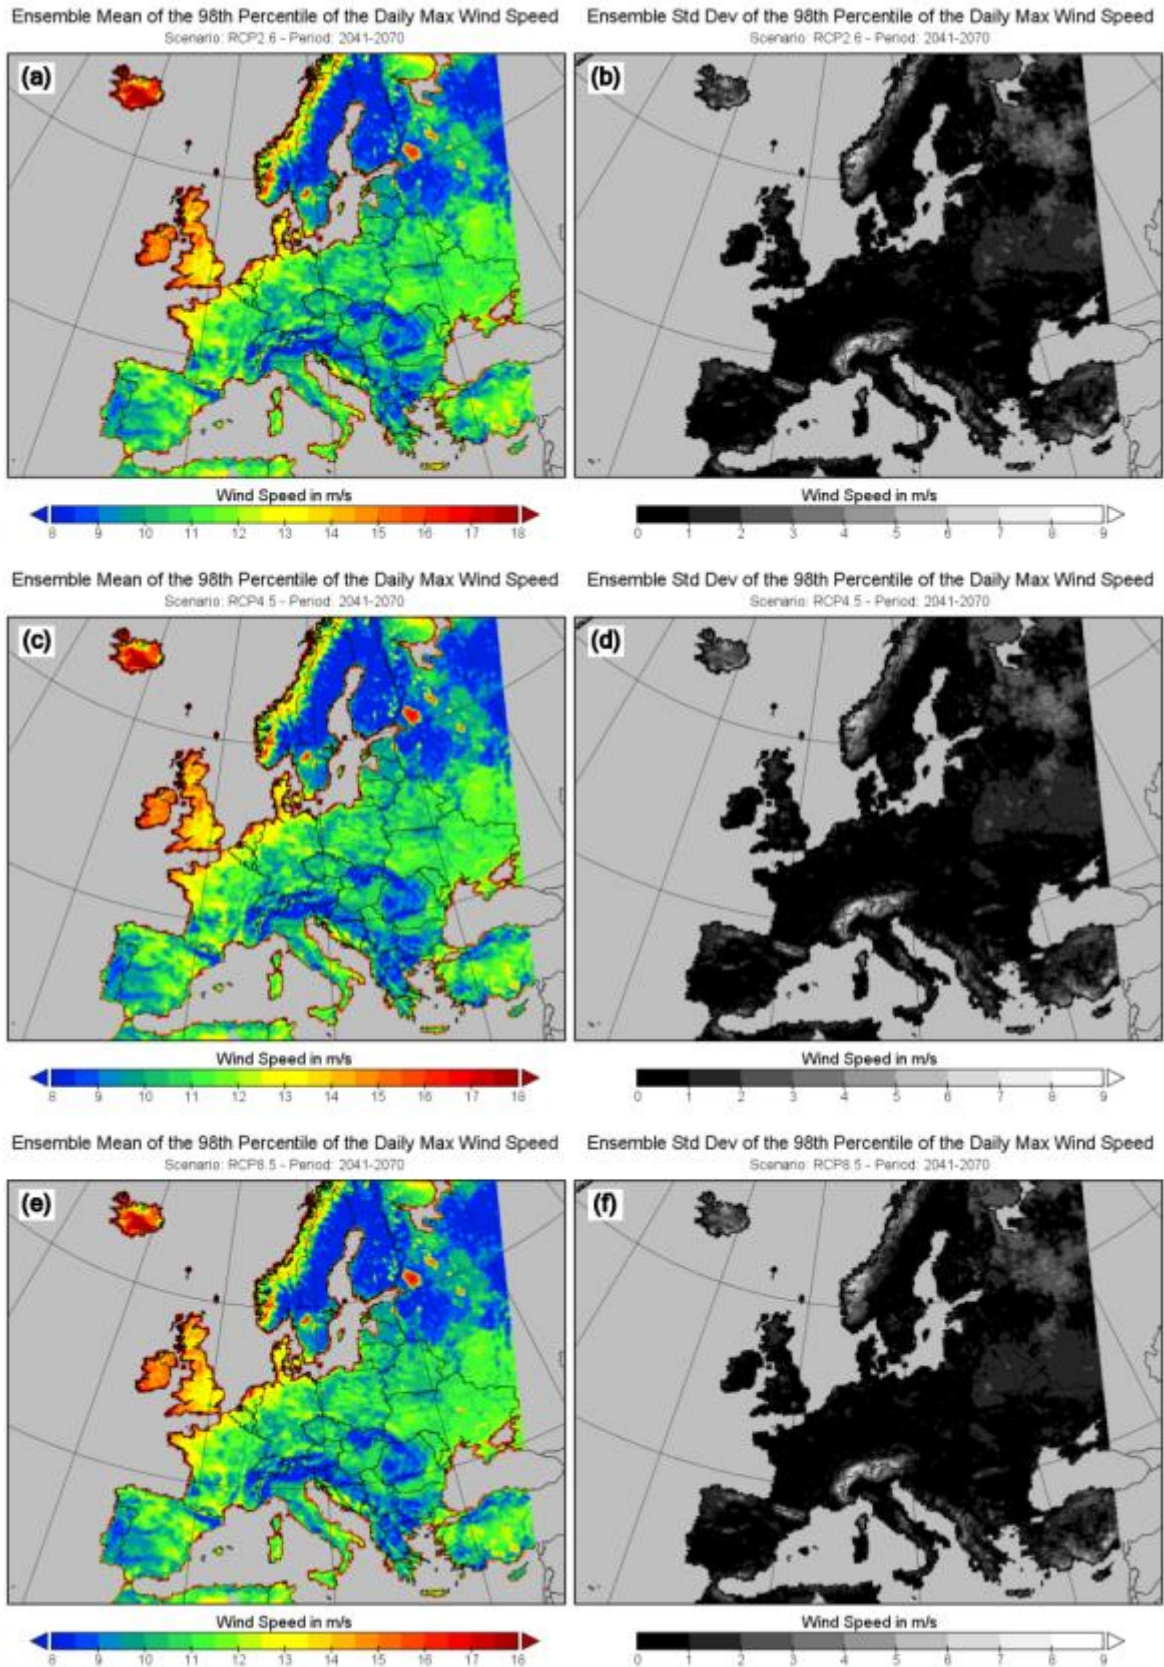 Ensemble Mean of the 98th Percentile of the Daily Max Wind Speed
Scenario: RCP2.6 - Period: 2041-2070
(a)
Wind Speed in m/s
8 9 10 11 12 13 14 15 16 17 18
Ensemble Std Dev of the 98th Percentile of the Daily Max Wind Speed
Scenario: RCP2.6 - Period: 2041-2070
(b)
Wind Speed in m/s
0 1 2 3 4 5 6 7 8 9
Ensemble Mean of the 98th Percentile of the Daily Max Wind Speed
Scenario: RCP4.5 - Period: 2041-2070
(c)
Wind Speed in m/s
8 9 10 11 12 13 14 15 16 17 18
Ensemble Std Dev of the 98th Percentile of the Daily Max Wind Speed
Scenario: RCP4.5 - Period: 2041-2070
(d)
Wind Speed in m/s
0 1 2 3 4 5 6 7 8 9
Ensemble Mean of the 98th Percentile of the Daily Max Wind Speed
Scenario: RCP8.5 - Period: 2041-2070
(e)
Wind Speed in m/s
8 9 10 11 12 13 14 15 16 17 18
Ensemble Std Dev of the 98th Percentile of the Daily Max Wind Speed
Scenario: RCP8.5 - Period: 2041-2070
(f)
Wind Speed in m/s
0 1 2 3 4 5 6 7 8 9